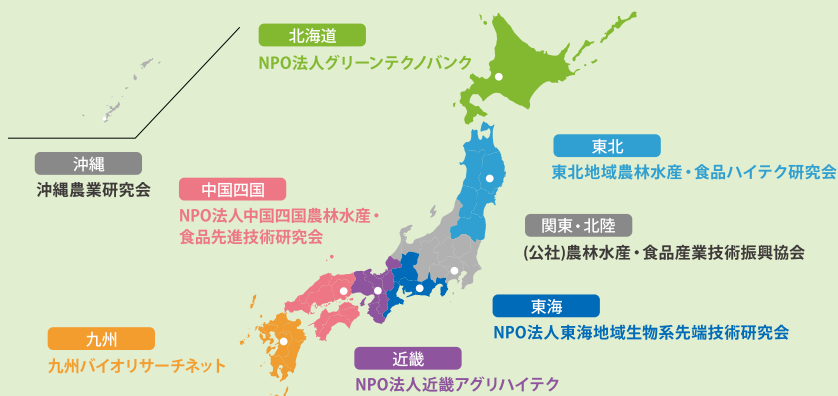 北海道
NPO法人グリーンテクノバンク
東北
東北地域農林水産・食品ハイテク研究会
沖縄
沖縄農業研究会
中国四国
NPO法人中国四国農林水産・
食品先進技術研究会
関東・北陸
(公社)農林水産・食品産業技術振興協会
東海
NPO法人東海地域生物系先端技術研究会
九州
九州バイオリサーチネット
近畿
NPO法人近畿アグリハイテク